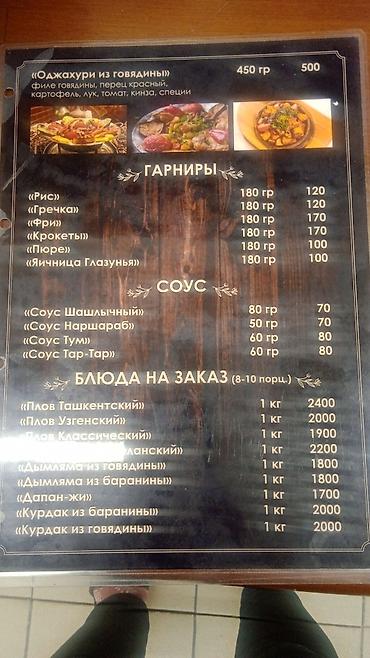 «Оджахури из говядины» 450 гр 500
филе говядины, перец красный,
картофель, лук, томат, кинза, специи
ГАРНИРЫ
«Рис» 180 гр 120
«Гречка» 180 гр 120
«Фри» 180 гр 170
«Крокеты» 180 гр 170
«Пюре» 180 гр 100
«Яичница Глазунья» 180 гр 100
СОУС
«Соус Шашлычный» 80 гр 70
«Соус Наршараб» 50 гр 70
«Соус Тум» 60 гр 80
«Соус Тар-Тар» 60 гр 80
БЛЮДА НА ЗАКАЗ (8-10 порц.)
«Плов Ташкентский» 1 кг 2400
«Плов Узгенский» 1 кг 2000
«Плов Классический» 1 кг 1900
1 кг 2200
«Дымляма из говядины» 1 кг 1800
«Дымляма из баранины» 1 кг 1800
«Дапан-жи» 1 кг 1700
«Курдак из баранины» 1 кг 2000
«Курдак из говядины» 1 кг 2000